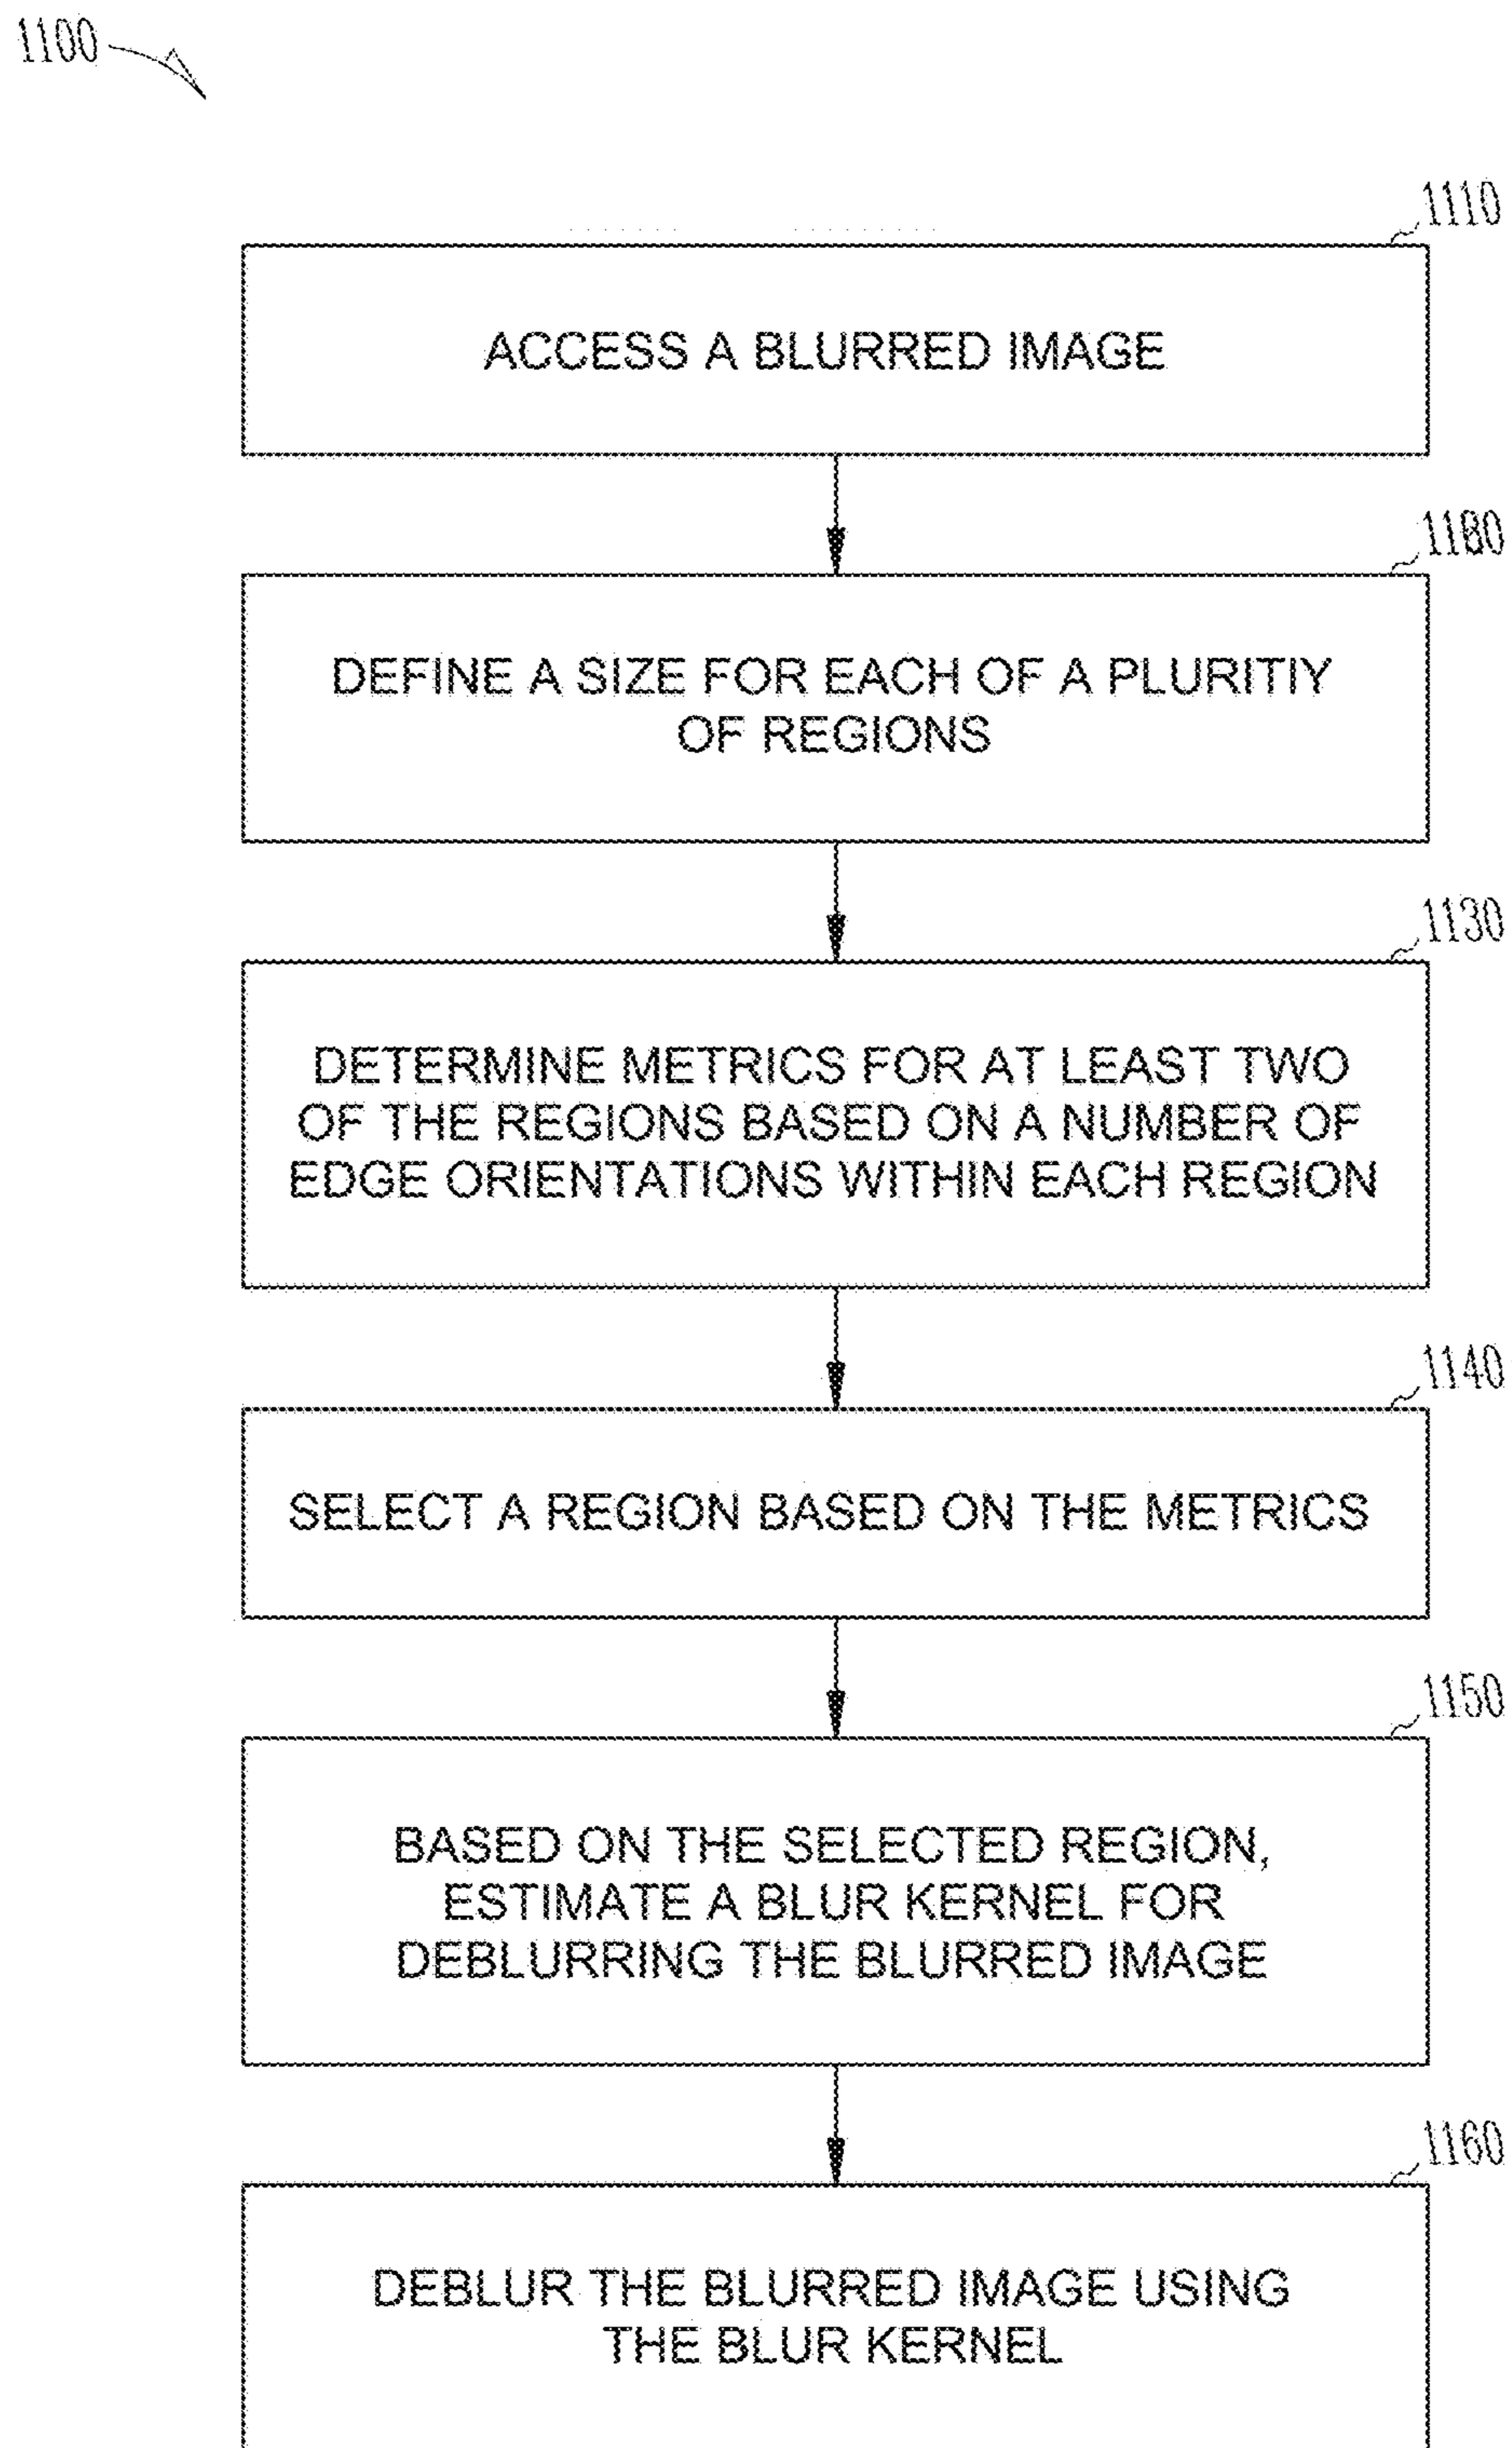 1100
1110
ACCESS A BLURRED IMAGE
1180
DEFINE A SIZE FOR EACH OF A PLURITIY
OF REGIONS
1130
DETERMINE METRICS FOR AT LEAST TWO
OF THE REGIONS BASED ON A NUMBER OF
EDGE ORIENTATIONS WITHIN EACH REGION
1140
SELECT A REGION BASED ON THE METRICS
1150
BASED ON THE SELECTED REGION,
ESTIMATE A BLUR KERNEL FOR
DEBLURRING THE BLURRED IMAGE
1160
DEBLUR THE BLURRED IMAGE USING
THE BLUR KERNEL